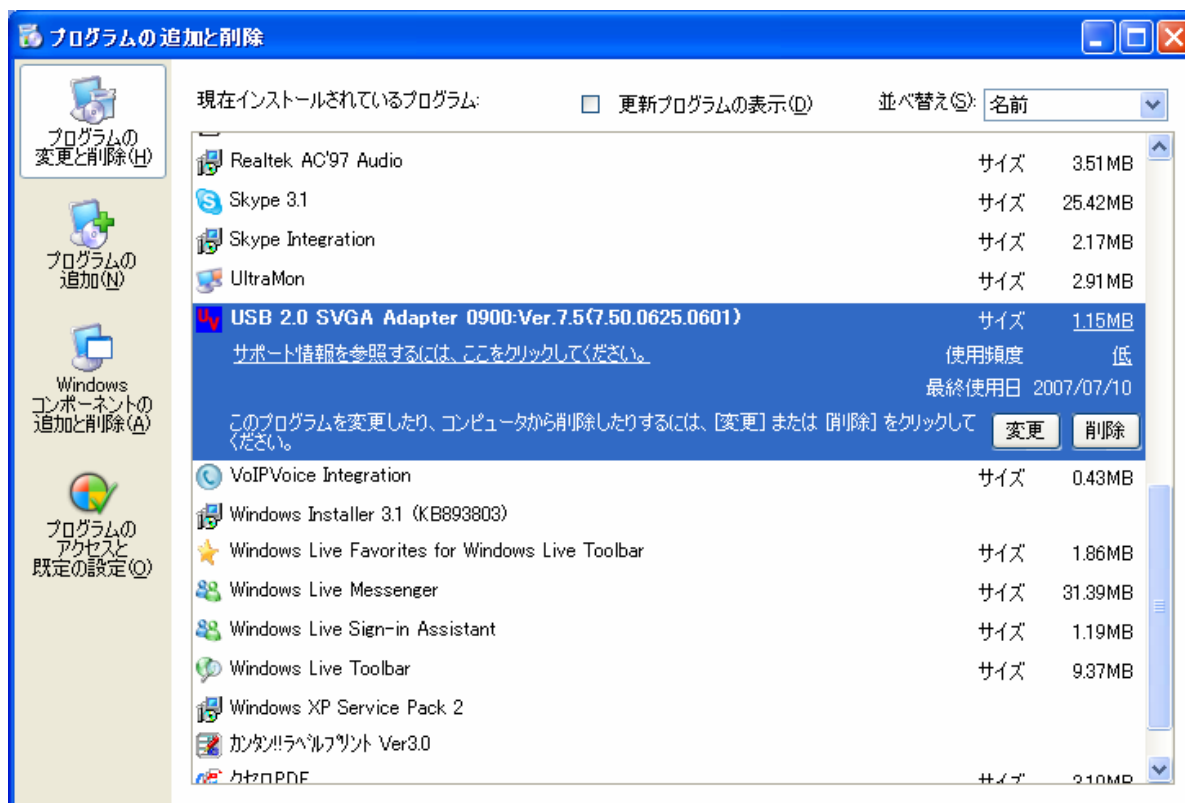 プログラムの追加と削除
プログラムの
変更と削除(H)
プログラムの
追加(N)
Windows
コンポーネントの
追加と削除(A)
プログラムの
アクセスと
既定の設定(O)
現在インストールされているプログラム:
更新プログラムの表示(D)
並べ替え(S):
名前
Realtek AC'97 Audio サイズ 3.51MB
Skype 3.1 サイズ 25.42MB
Skype Integration サイズ 2.17MB
UltraMon サイズ 2.91MB
USB 2.0 SVGA Adapter 0900:Ver.7.5(7.50.0625.0601) サイズ 1.15MB
サポート情報を参照するには、ここをクリックしてください。 使用頻度 低
最終使用日 2007/07/10
このプログラムを変更したり、コンピュータから削除したりするには、[変更] または [削除] をクリックして
ください。
変更 削除
VoIPVoice Integration サイズ 0.43MB
Windows Installer 3.1 (KB893803)
Windows Live Favorites for Windows Live Toolbar サイズ 1.86MB
Windows Live Messenger サイズ 31.39MB
Windows Live Sign-in Assistant サイズ 1.19MB
Windows Live Toolbar サイズ 9.37MB
Windows XP Service Pack 2
カンタン!!ラベルプリント Ver3.0
クセロPDF サイズ 3.10MB